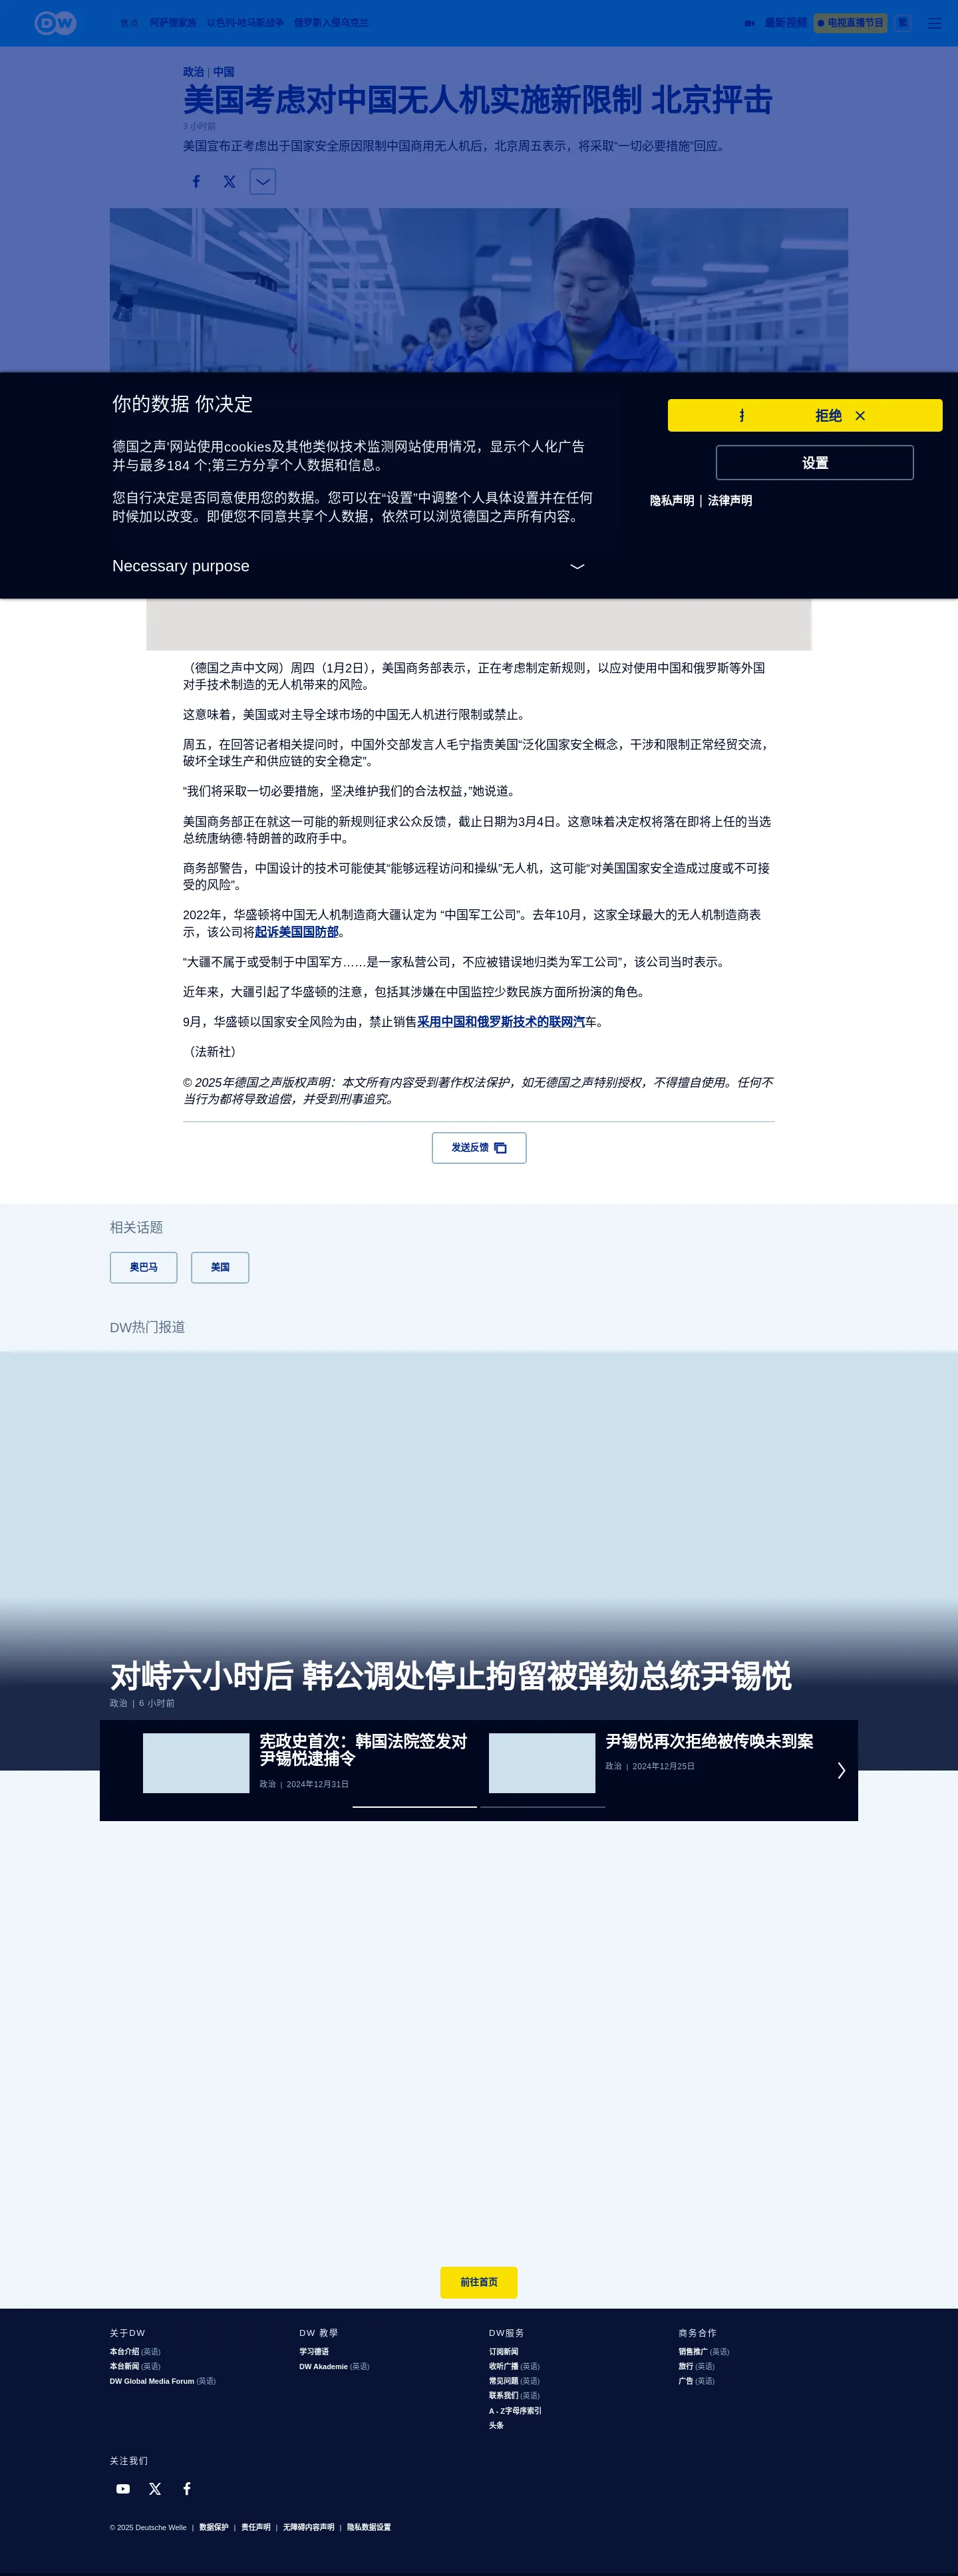 DW
焦点 阿萨德家族 以色列-哈马斯战争 俄罗斯入侵乌克兰 最新视频 电视直播节目 繁
政治 | 中国
美国考虑对中国无人机实施新限制 北京抨击
3 小时前
美国宣布正考虑出于国家安全原因限制中国商用无人机后，北京周五表示，将采取“一切必要措施”回应。
你的数据 你决定
德国之声'网站使用cookies及其他类似技术监测网站使用情况，显示个人化广告
并与最多184 个;第三方分享个人数据和信息。
您自行决定是否同意使用您的数据。您可以在“设置”中调整个人具体设置并在任何
时候加以改变。即便您不同意共享个人数据，依然可以浏览德国之声所有内容。
Necessary purpose
拒绝
设置
隐私声明 | 法律声明
（德国之声中文网）周四（1月2日），美国商务部表示，正在考虑制定新规则，以应对使用中国和俄罗斯等外国
对手技术制造的无人机带来的风险。
这意味着，美国或对主导全球市场的中国无人机进行限制或禁止。
周五，在回答记者相关提问时，中国外交部发言人毛宁指责美国“泛化国家安全概念，干涉和限制正常经贸交流，
破坏全球生产和供应链的安全稳定”。
“我们将采取一切必要措施，坚决维护我们的合法权益，”她说道。
美国商务部正在就这一可能的新规则征求公众反馈，截止日期为3月4日。这意味着决定权将落在即将上任的当选
总统唐纳德·特朗普的政府手中。
商务部警告，中国设计的技术可能使其“能够远程访问和操纵”无人机，这可能“对美国国家安全造成过度或不可接
受的风险”。
2022年，华盛顿将中国无人机制造商大疆认定为 “中国军工公司”。去年10月，这家全球最大的无人机制造商表
示，该公司将起诉美国国防部。
“大疆不属于或受制于中国军方……是一家私营公司，不应被错误地归类为军工公司”，该公司当时表示。
近年来，大疆引起了华盛顿的注意，包括其涉嫌在中国监控少数民族方面所扮演的角色。
9月，华盛顿以国家安全风险为由，禁止销售采用中国和俄罗斯技术的联网汽车。
（法新社）
© 2025年德国之声版权声明：本文所有内容受到著作权法保护，如无德国之声特别授权，不得擅自使用。任何不
当行为都将导致追偿，并受到刑事追究。
发送反馈
相关话题
奥巴马 美国
DW热门报道
对峙六小时后 韩公调处停止拘留被弹劾总统尹锡悦
政治 | 6 小时前
宪政史首次：韩国法院签发对
尹锡悦逮捕令
政治 | 2024年12月31日
尹锡悦再次拒绝被传唤未到案
政治 | 2024年12月25日
前往首页
关于DW
本台介绍 (英语)
本台新闻 (英语)
DW Global Media Forum (英语)
DW 教學
学习德语
DW Akademie (英语)
DW服务
订阅新闻
收听广播 (英语)
常见问题 (英语)
联系我们 (英语)
A - Z字母序索引
头条
商务合作
销售推广 (英语)
旅行 (英语)
广告 (英语)
关注我们
© 2025 Deutsche Welle | 数据保护 | 责任声明 | 无障碍内容声明 | 隐私数据设置